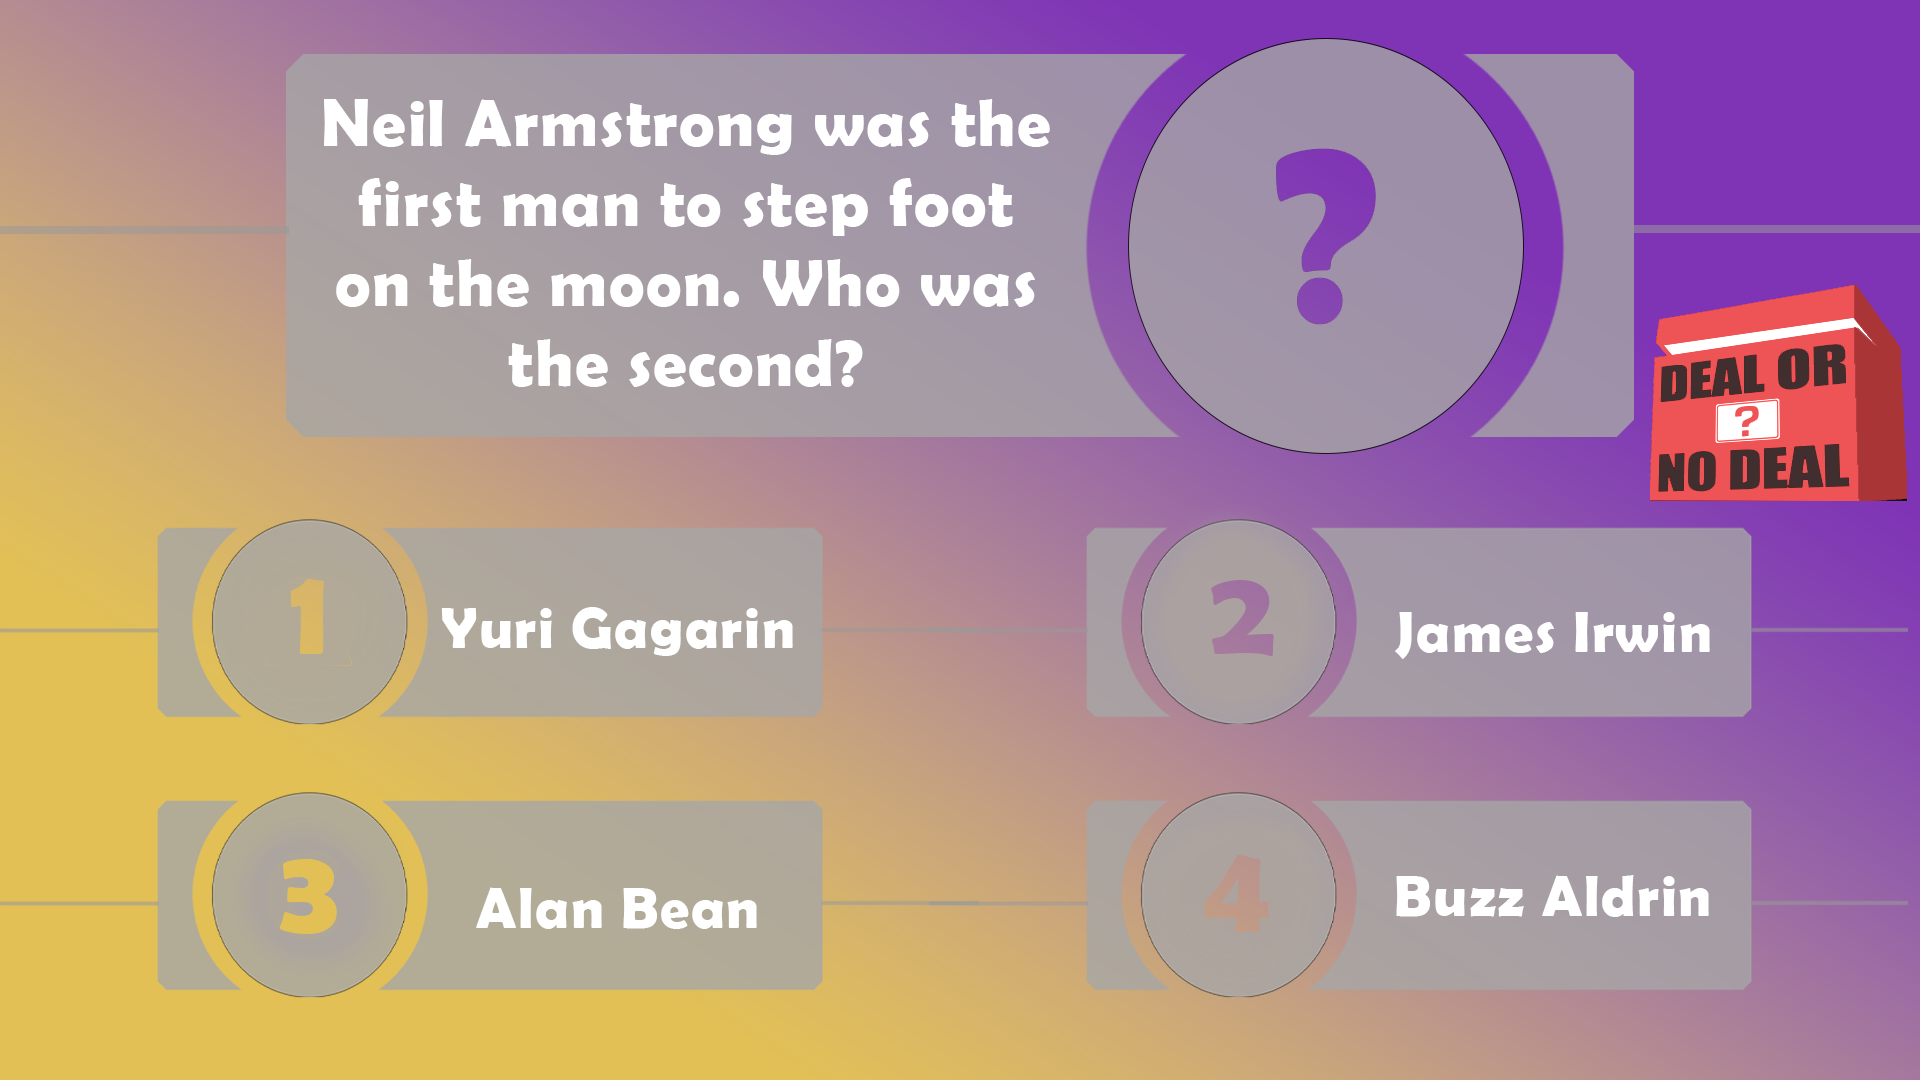 Neil Armstrong was the
first man to step foot
on the moon. Who was
the second?
?
DEAL OR
?
NO DEAL
1
Yuri Gagarin
2
James Irwin
3
Alan Bean
4
Buzz Aldrin